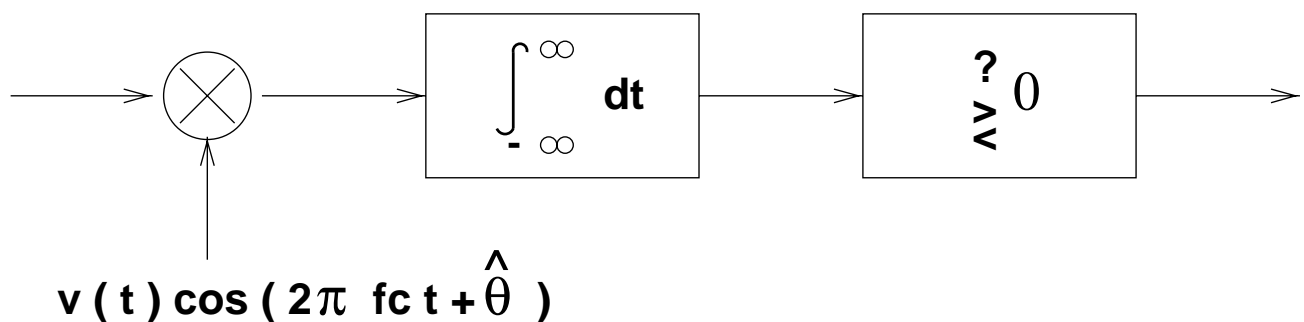 ∫ ∞ - ∞ dt
? > < 0
v ( t ) cos ( 2π fc t + θ̂ )